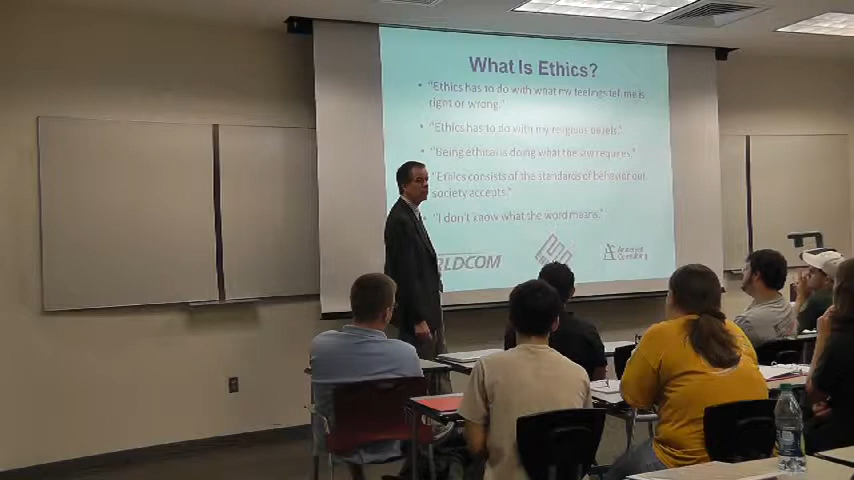 What Is Ethics?
• "Ethics has to do with what my feelings tell me is
right or wrong."
• "Ethics has to do with my religious beliefs."
• "Being ethical is doing what the law requires."
"Ethics consists of the standards of behavior our
society accepts."
"I don't know what the word means."
RLDCOM
Andersen
Consulting